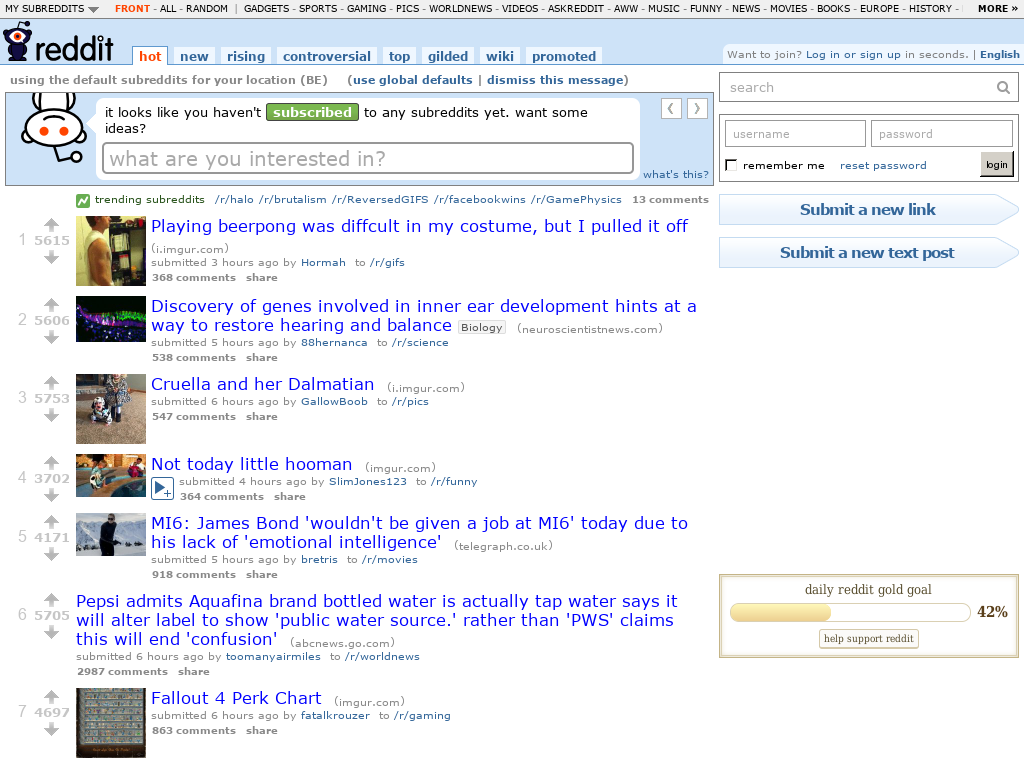 MY SUBREDDITS FRONT - ALL - RANDOM | GADGETS - SPORTS - GAMING - PICS - WORLDNEWS - VIDEOS - ASKREDDIT - AWW - MUSIC - FUNNY - NEWS - MOVIES - BOOKS - EUROPE - HISTORY - MORE »
reddit hot new rising controversial top gilded wiki promoted
Want to join? Log in or sign up in seconds. | English
using the default subreddits for your location (BE) (use global defaults | dismiss this message)
it looks like you haven't subscribed to any subreddits yet. want some
ideas?
what are you interested in?
what's this?
trending subreddits /r/halo /r/brutalism /r/ReversedGIFS /r/facebookwins /r/GamePhysics 13 comments
1 5615
Playing beerpong was diffcult in my costume, but I pulled it off
(i.imgur.com)
submitted 3 hours ago by Hormah to /r/gifs
368 comments share
2 5606
Discovery of genes involved in inner ear development hints at a
way to restore hearing and balance Biology (neuroscientistnews.com)
submitted 5 hours ago by 88hernanca to /r/science
538 comments share
3 5753
Cruella and her Dalmatian (i.imgur.com)
submitted 6 hours ago by GallowBoob to /r/pics
547 comments share
4 3702
Not today little hooman (imgur.com)
submitted 4 hours ago by SlimJones123 to /r/funny
364 comments share
5 4171
MI6: James Bond 'wouldn't be given a job at MI6' today due to
his lack of 'emotional intelligence' (telegraph.co.uk)
submitted 5 hours ago by bretris to /r/movies
918 comments share
6 5705
Pepsi admits Aquafina brand bottled water is actually tap water says it
will alter label to show 'public water source.' rather than 'PWS' claims
this will end 'confusion' (abcnews.go.com)
submitted 6 hours ago by toomanyairmiles to /r/worldnews
2987 comments share
7 4697
Fallout 4 Perk Chart (imgur.com)
submitted 6 hours ago by fatalkrouzer to /r/gaming
863 comments share
search
username password
remember me reset password login
Submit a new link
Submit a new text post
daily reddit gold goal
42%
help support reddit